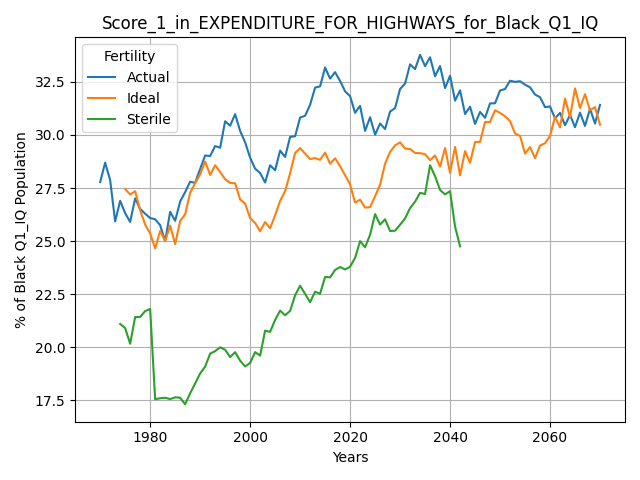 Score_1_in_EXPENDITURE_FOR_HIGHWAYS_for_Black_Q1_IQ
Fertility
Actual
Ideal
Sterile
% of Black Q1_IQ Population
32.5
30.0
27.5
25.0
22.5
20.0
17.5
1980 2000 2020 2040 2060
Years